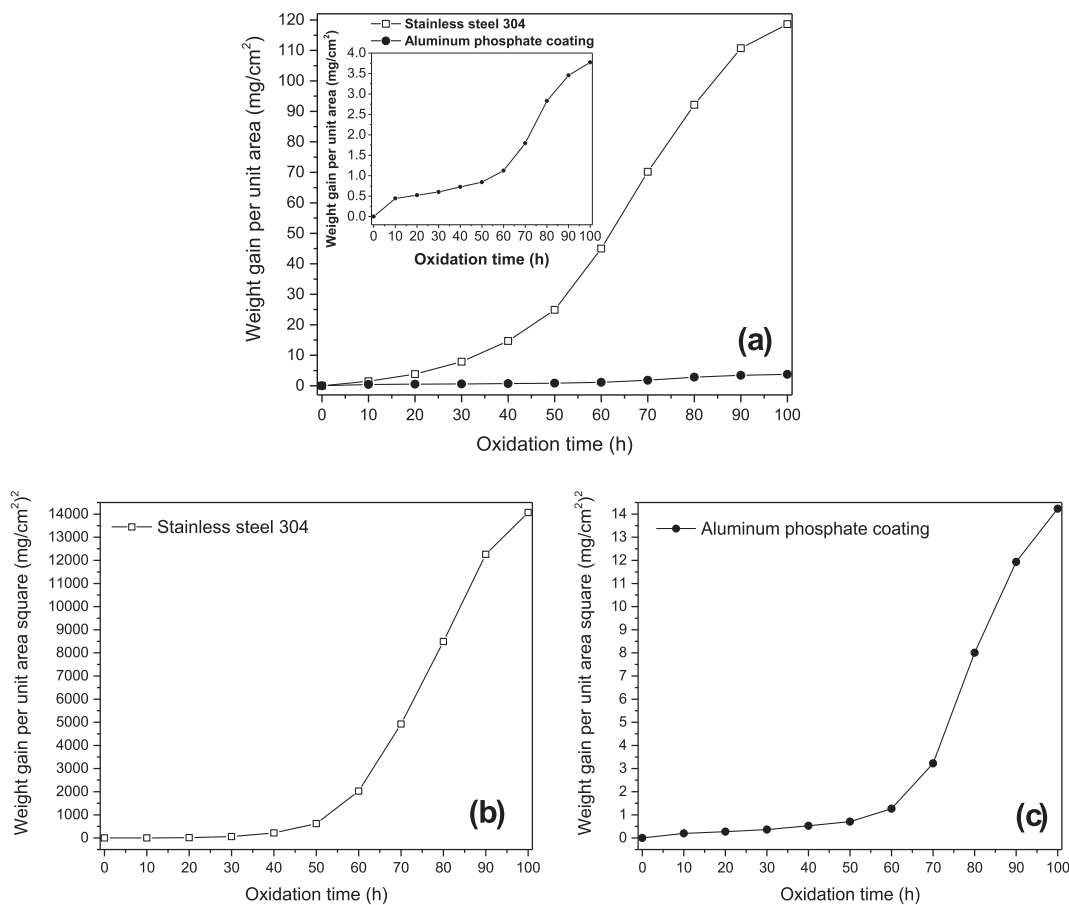 Stainless steel 304
Aluminum phosphate coating
Weight gain per unit area (mg/cm²)
120
110
100
90
80
70
60
50
40
30
20
10
0
Weight gain per unit area (mg/cm²)
4.0
3.5
3.0
2.5
2.0
1.5
1.0
0.5
0.0
0 10 20 30 40 50 60 70 80 90 100
Oxidation time (h)
(a)
0 10 20 30 40 50 60 70 80 90 100
Oxidation time (h)
Weight gain per unit area square (mg/cm²)²
14000
13000
12000
11000
10000
9000
8000
7000
6000
5000
4000
3000
2000
1000
0
Stainless steel 304
(b)
0 10 20 30 40 50 60 70 80 90 100
Oxidation time (h)
Weight gain per unit area square (mg/cm²)²
14
13
12
11
10
9
8
7
6
5
4
3
2
1
0
Aluminum phosphate coating
(c)
0 10 20 30 40 50 60 70 80 90 100
Oxidation time (h)